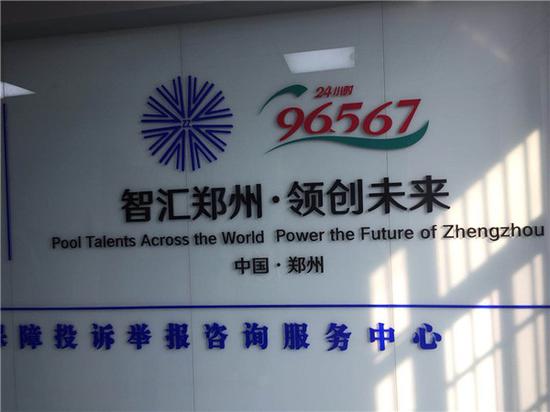 ZZ
24小时
96567
智汇郑州·领创未来
Pool Talents Across the World Power the Future of Zhengzhou
中国·郑州
保障投诉举报咨询服务中心